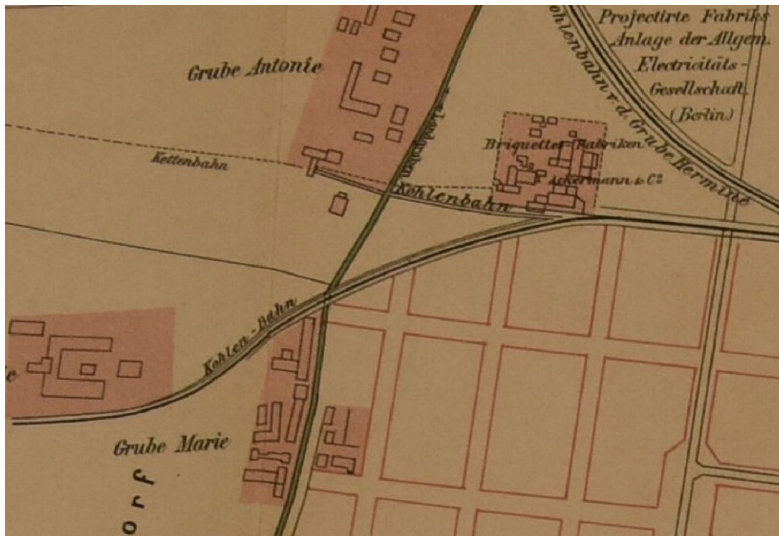 Projectirte Fabriks-
Anlage der Allgem.
Electricitäts-
Gesellschaft.
(Berlin)
Kohlenbahn v. d. Grube Hermine
Grube Antonie
Briquettes-Fabriken
Ackermann & Cº
Kettenbahn
Kohlenbahn
Kohlen-Bahn
Grube Marie
orf